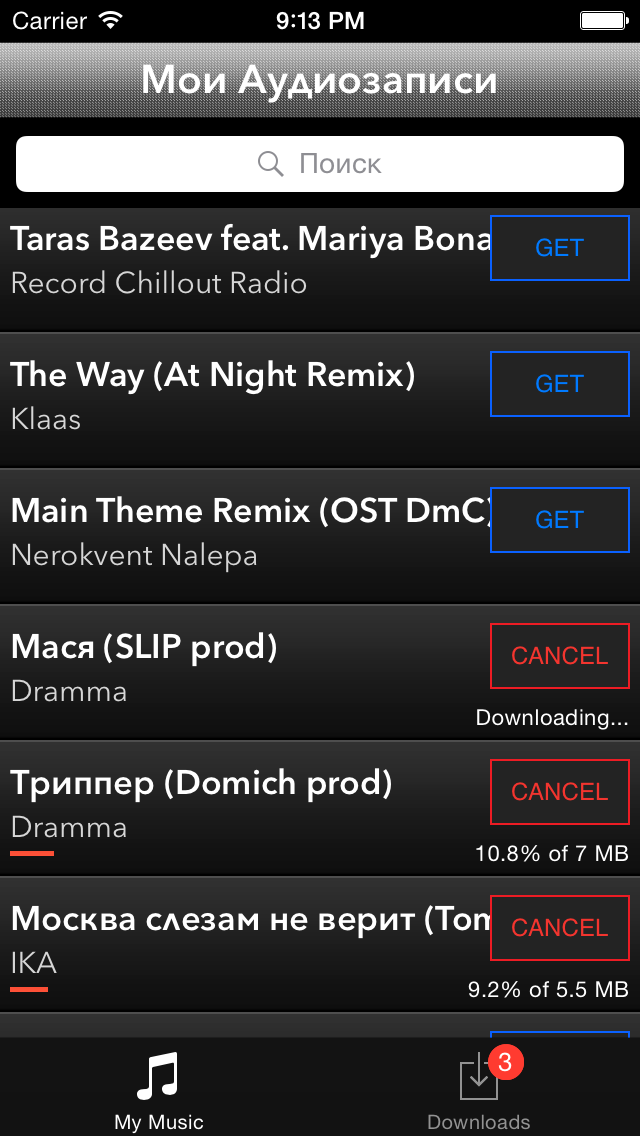 Carrier 9:13 PM
Мои Аудиозаписи
Поиск
Taras Bazeev feat. Mariya Bona
GET
Record Chillout Radio
The Way (At Night Remix)
GET
Klaas
Main Theme Remix (OST DmC)
GET
Nerokvent Nalepa
Мася (SLIP prod)
CANCEL
Dramma
Downloading...
Триппер (Domich prod)
CANCEL
Dramma
10.8% of 7 MB
Москва слезам не верит (Tom
CANCEL
IKA
9.2% of 5.5 MB
3
My Music Downloads